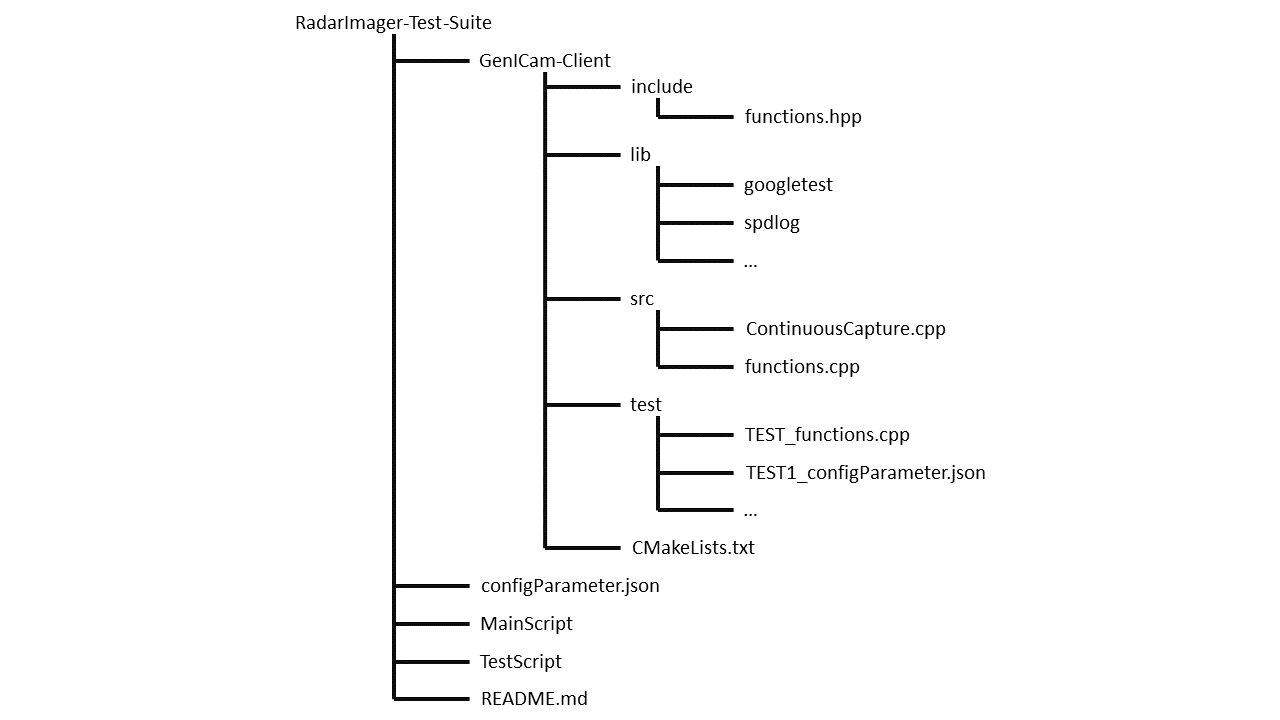 RadarImager-Test-Suite
GenICam-Client
include
functions.hpp
lib
googletest
spdlog
...
src
ContinuousCapture.cpp
functions.cpp
test
TEST_functions.cpp
TEST1_configParameter.json
...
CMakeLists.txt
configParameter.json
MainScript
TestScript
README.md